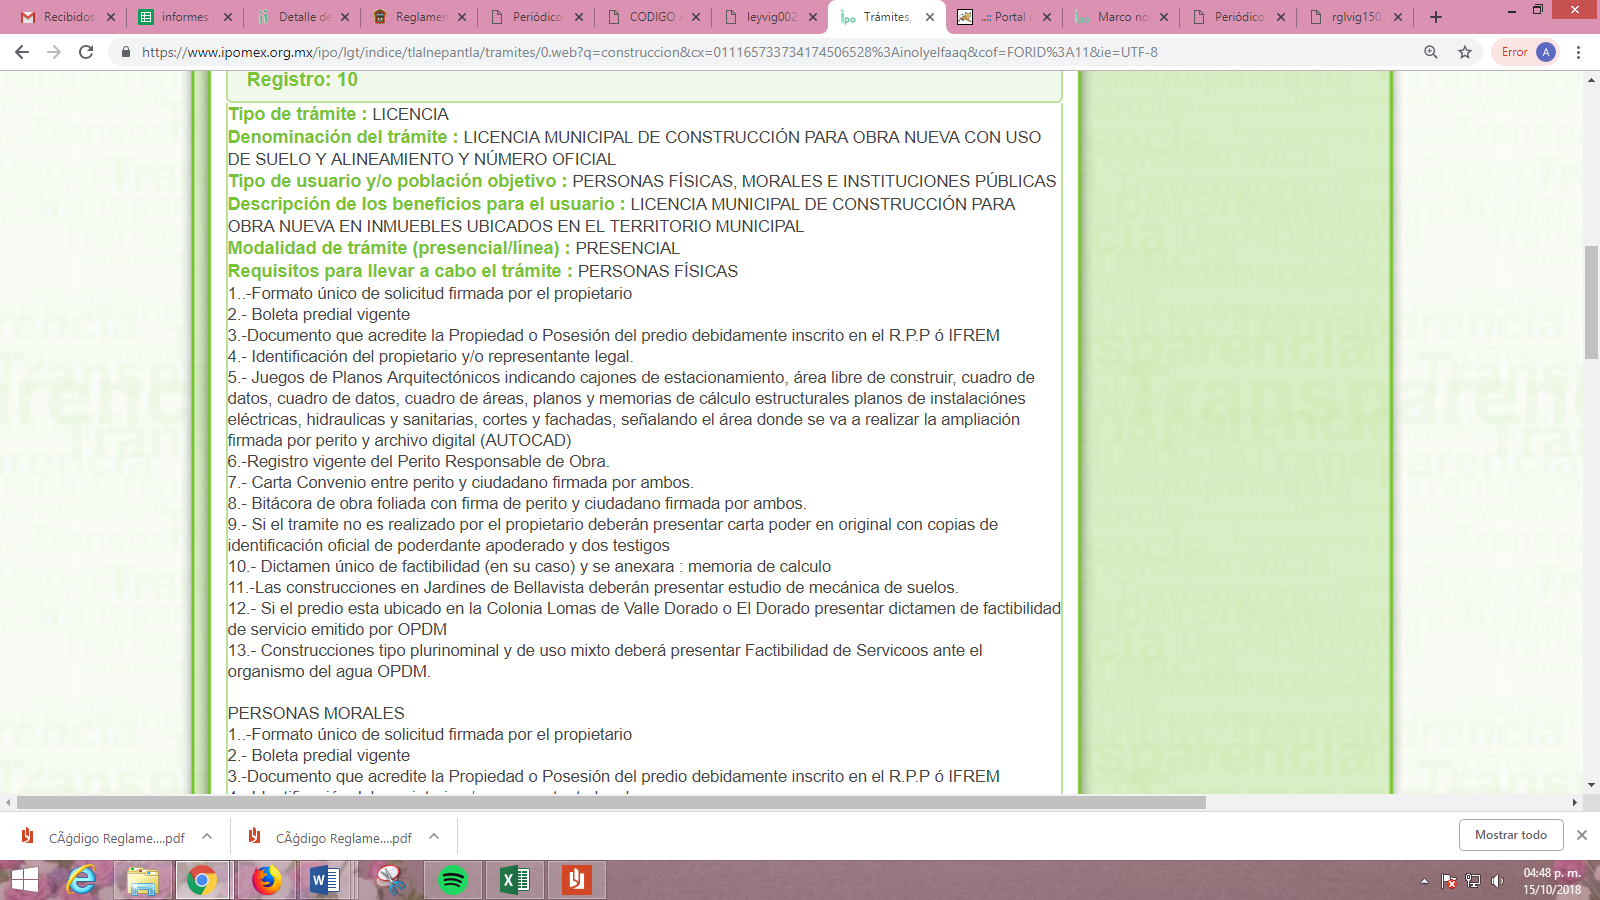 Recibidos
informes
Detalle de
Reglamen
Periódico
CODIGO
leyvig002
Trámites,
..:: Portal
Marco no
Periódico
rglvig150
https://www.ipomex.org.mx/ipo/lgt/indice/tlalnepantla/tramites/0.web?q=construccion&cx=011165733734174506528%3Ainolyelfaaq&cof=FORID%3A11&ie=UTF-8
Error A
Registro: 10
Tipo de trámite : LICENCIA
Denominación del trámite : LICENCIA MUNICIPAL DE CONSTRUCCIÓN PARA OBRA NUEVA CON USO
DE SUELO Y ALINEAMIENTO Y NÚMERO OFICIAL
Tipo de usuario y/o población objetivo : PERSONAS FÍSICAS, MORALES E INSTITUCIONES PÚBLICAS
Descripción de los beneficios para el usuario : LICENCIA MUNICIPAL DE CONSTRUCCIÓN PARA
OBRA NUEVA EN INMUEBLES UBICADOS EN EL TERRITORIO MUNICIPAL
Modalidad de trámite (presencial/línea) : PRESENCIAL
Requisitos para llevar a cabo el trámite : PERSONAS FÍSICAS
1..-Formato único de solicitud firmada por el propietario
2.- Boleta predial vigente
3.-Documento que acredite la Propiedad o Posesión del predio debidamente inscrito en el R.P.P ó IFREM
4.- Identificación del propietario y/o representante legal.
5.- Juegos de Planos Arquitectónicos indicando cajones de estacionamiento, área libre de construir, cuadro de
datos, cuadro de datos, cuadro de áreas, planos y memorias de cálculo estructurales planos de instalaciónes
eléctricas, hidraulicas y sanitarias, cortes y fachadas, señalando el área donde se va a realizar la ampliación
firmada por perito y archivo digital (AUTOCAD)
6.-Registro vigente del Perito Responsable de Obra.
7.- Carta Convenio entre perito y ciudadano firmada por ambos.
8.- Bitácora de obra foliada con firma de perito y ciudadano firmada por ambos.
9.- Si el tramite no es realizado por el propietario deberán presentar carta poder en original con copias de
identificación oficial de poderdante apoderado y dos testigos
10.- Dictamen único de factibilidad (en su caso) y se anexara : memoria de calculo
11.-Las construcciones en Jardines de Bellavista deberán presentar estudio de mecánica de suelos.
12.- Si el predio esta ubicado en la Colonia Lomas de Valle Dorado o El Dorado presentar dictamen de factibilidad
de servicio emitido por OPDM
13.- Construcciones tipo plurinominal y de uso mixto deberá presentar Factibilidad de Servicoos ante el
organismo del agua OPDM.
PERSONAS MORALES
1..-Formato único de solicitud firmada por el propietario
2.- Boleta predial vigente
3.-Documento que acredite la Propiedad o Posesión del predio debidamente inscrito en el R.P.P ó IFREM
CÃģdigo Reglame....pdf
CÃģdigo Reglame....pdf
Mostrar todo
04:48 p. m.
15/10/2018